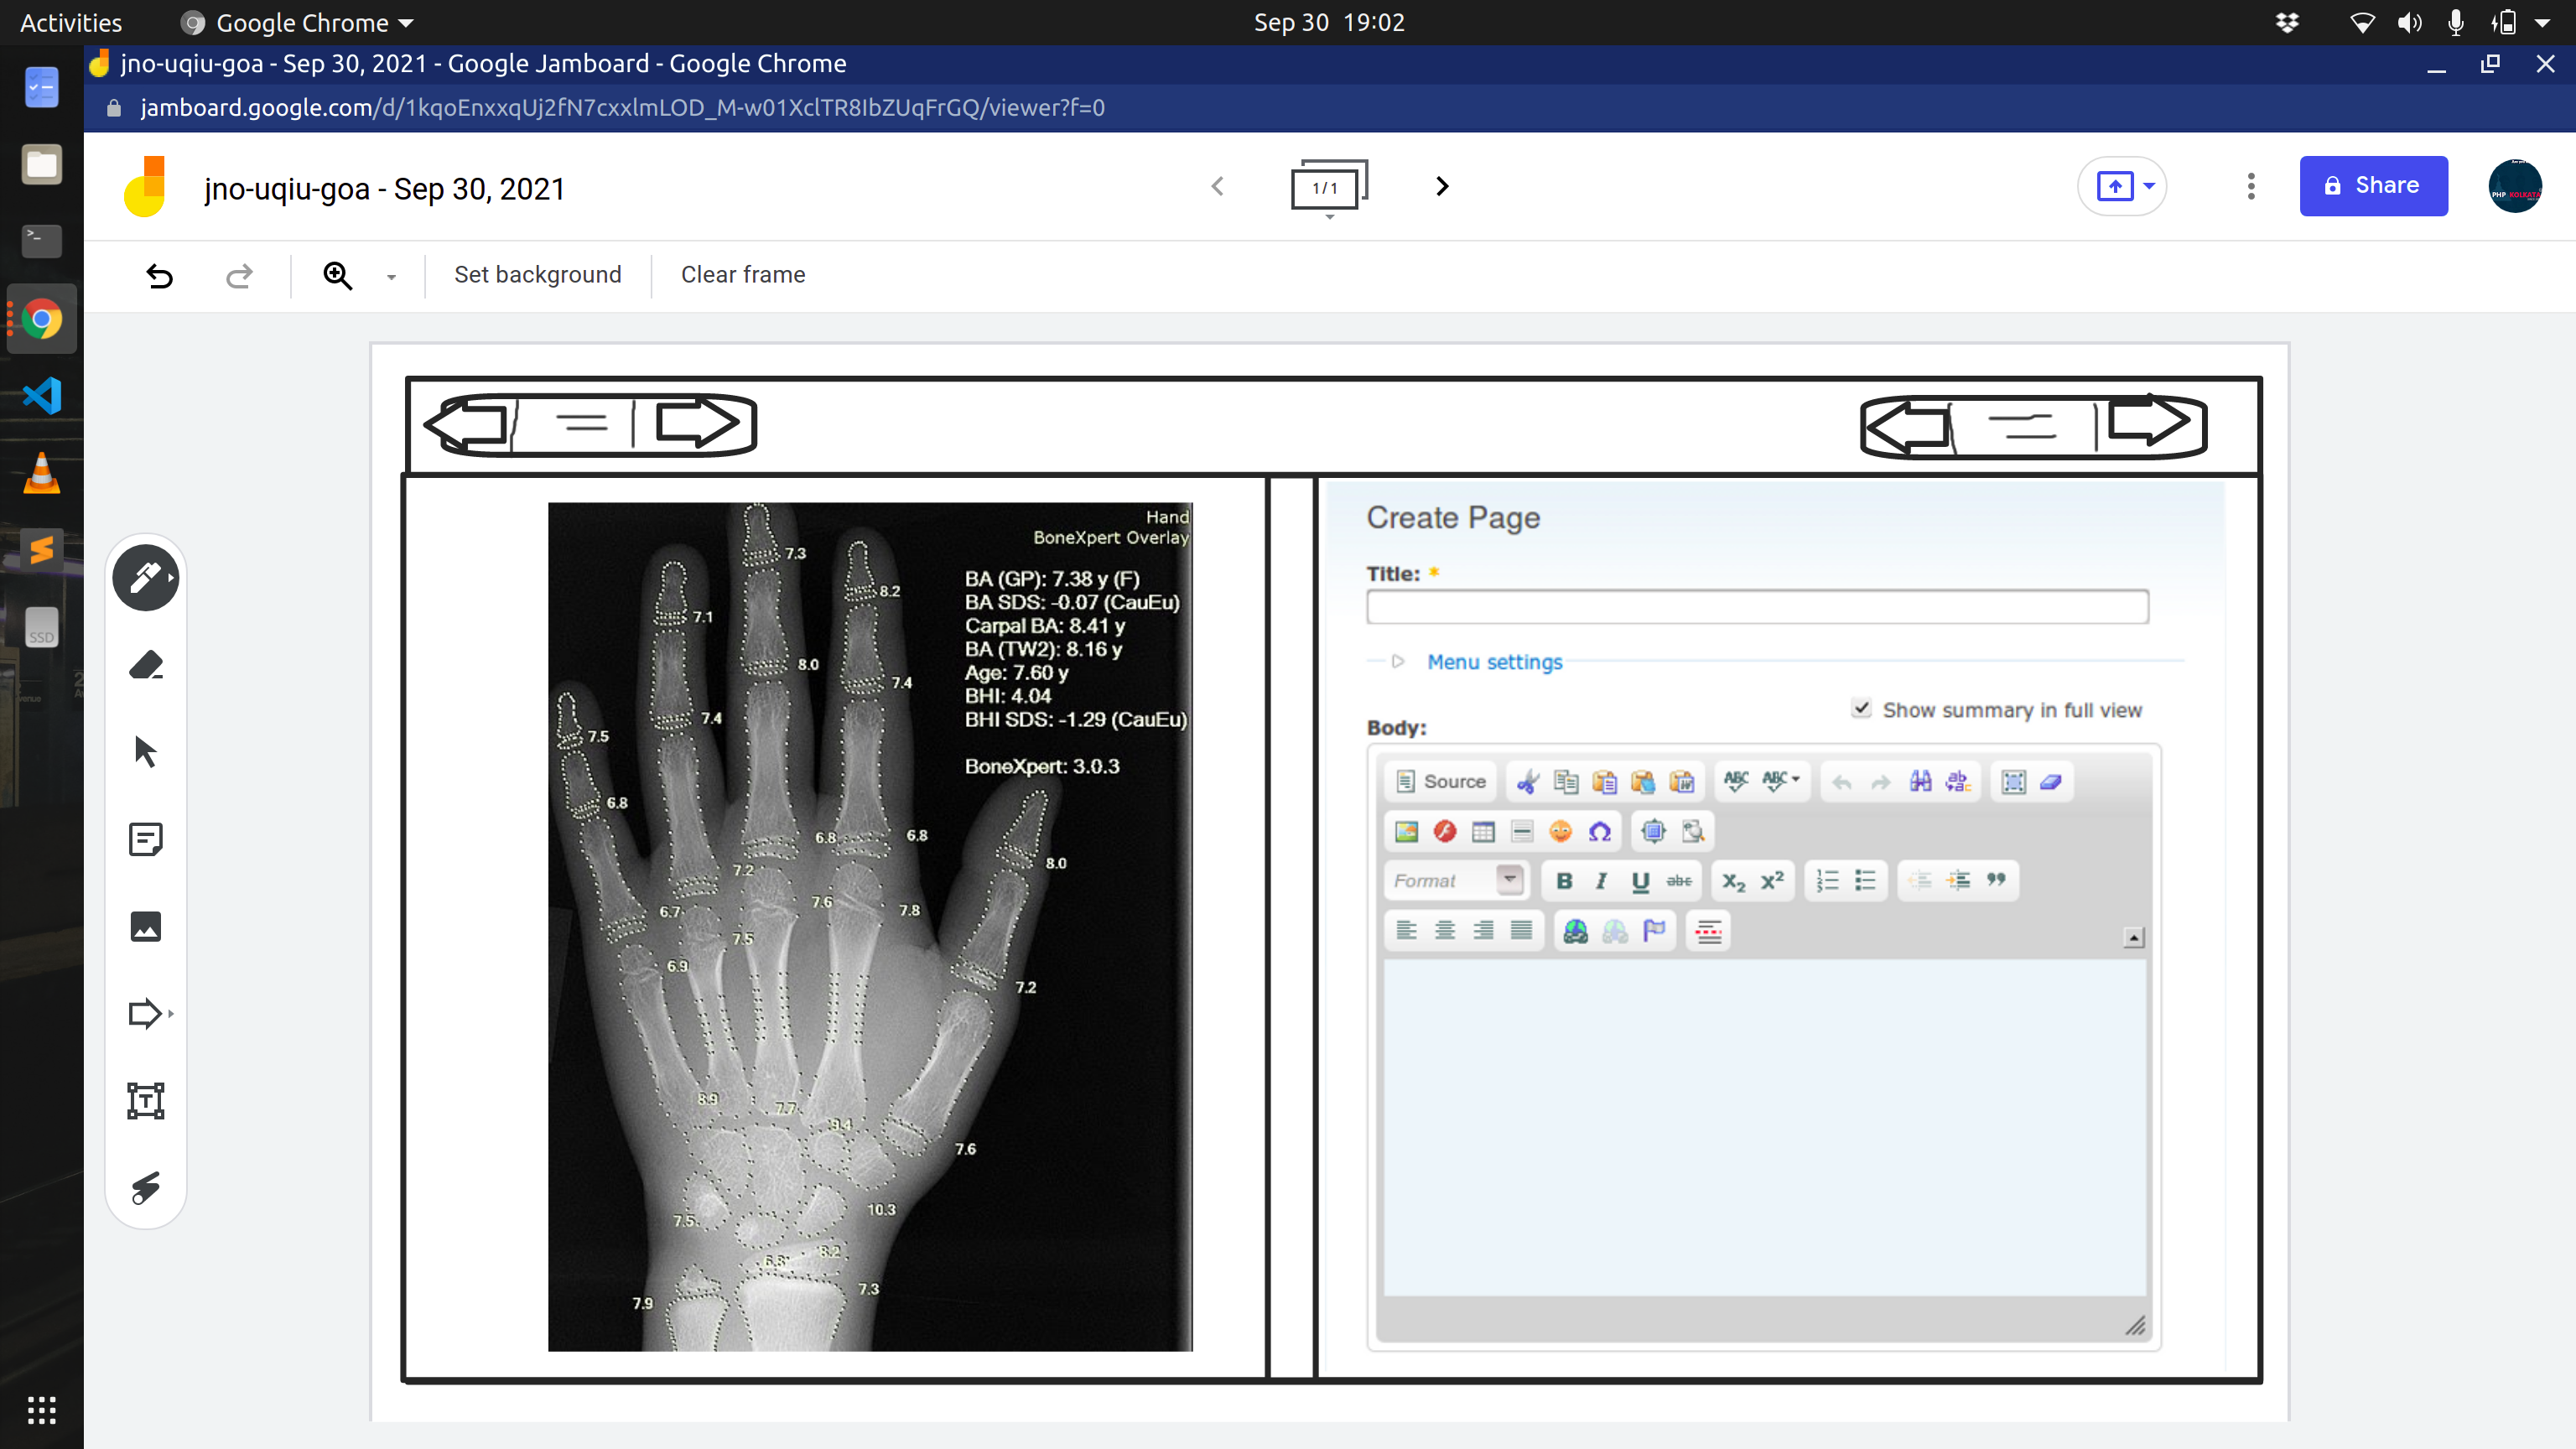 Activities
Google Chrome
Sep 30 19:02
jno-uqiu-goa - Sep 30, 2021 - Google Jamboard - Google Chrome
jamboard.google.com/d/1kqoEnxxqUj2fN7cxxlmLOD_M-w01XclTR8IbZUqFrGQ/viewer?f=0
jno-uqiu-goa - Sep 30, 2021
1 / 1
Share
PHP KOLKATA
Set background
Clear frame
SSD
Hand
BoneXpert Overlay
BA (GP): 7.38 y (F)
BA SDS: -0.07 (CauEu)
Carpal BA: 8.41 y
BA (TW2): 8.16 y
Age: 7.60 y
BHI: 4.04
BHI SDS: -1.29 (CauEu)
BoneXpert: 3.0.3
7.3
8.2
7.1
8.0
7.4
7.4
7.5
6.8
6.8
6.8
8.0
7.2
7.6
7.8
6.7
7.5
6.9
7.2
8.9
7.7
9.4
7.6
10.3
7.5
8.2
6.8
7.3
7.9
Create Page
Title: *
Menu settings
Show summary in full view
Body:
Source
ABC
ABC
Format
B I U abc
X2 X2